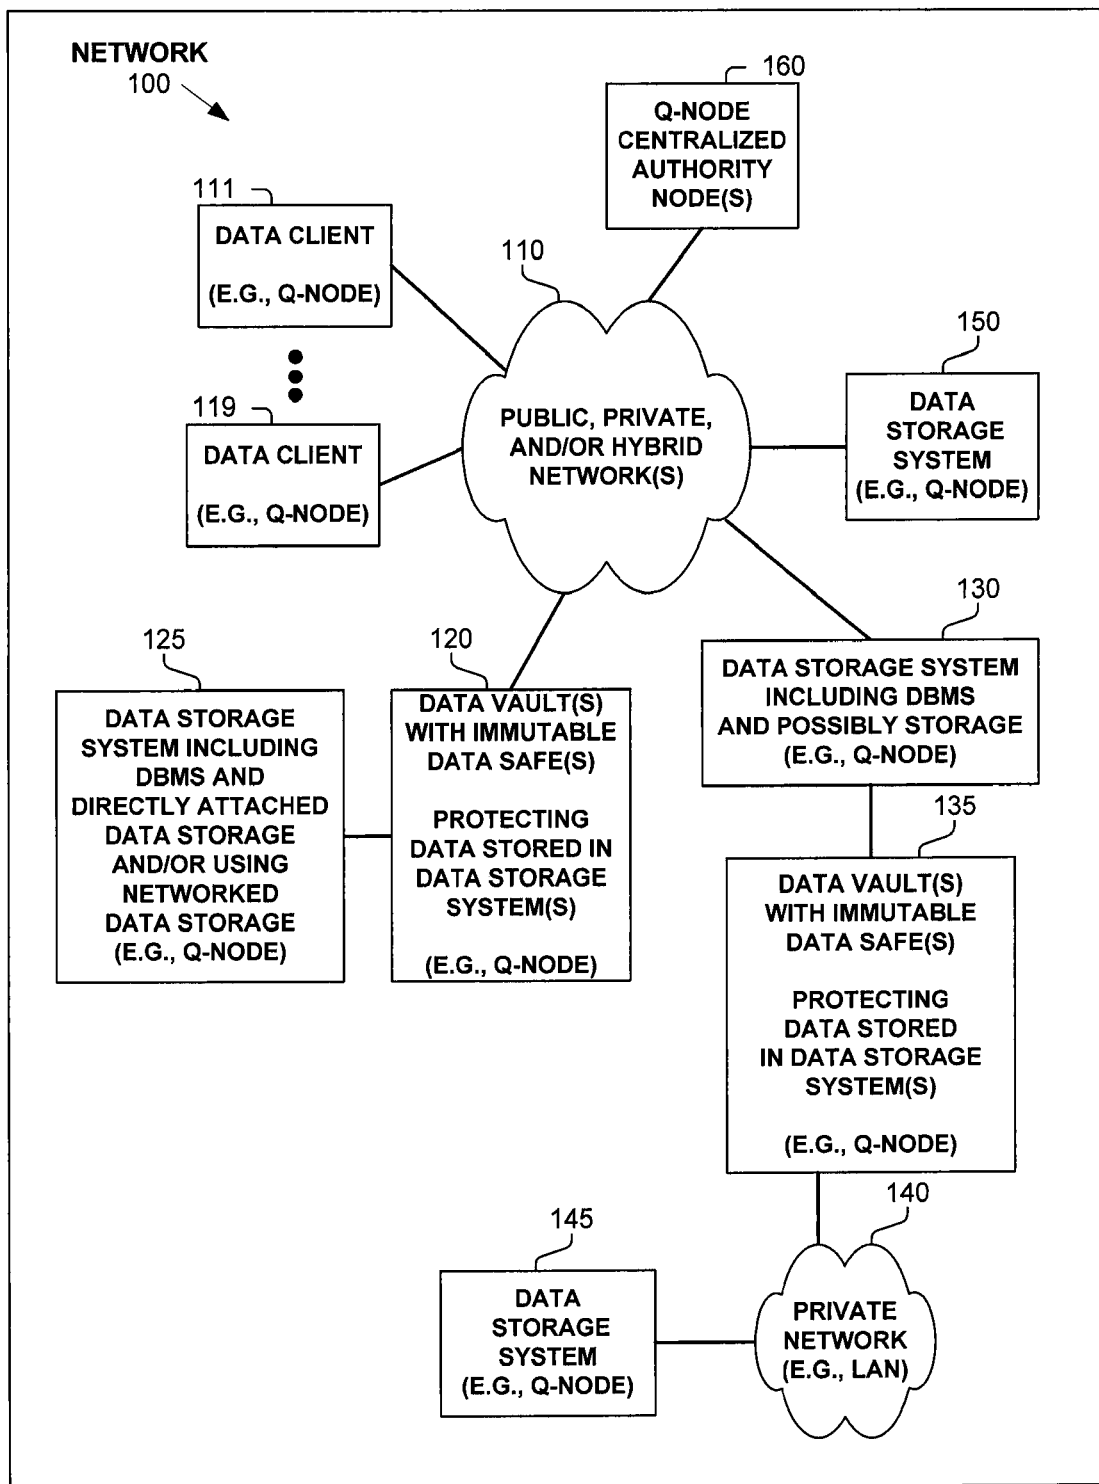 NETWORK
100
160
Q-NODE
CENTRALIZED
AUTHORITY
NODE(S)
111
DATA CLIENT
(E.G., Q-NODE)
110
150
119
DATA CLIENT
(E.G., Q-NODE)
PUBLIC, PRIVATE,
AND/OR HYBRID
NETWORK(S)
DATA
STORAGE
SYSTEM
(E.G., Q-NODE)
125
DATA STORAGE
SYSTEM INCLUDING
DBMS AND
DIRECTLY ATTACHED
DATA STORAGE
AND/OR USING
NETWORKED
DATA STORAGE
(E.G., Q-NODE)
120
DATA VAULT(S)
WITH IMMUTABLE
DATA SAFE(S)
PROTECTING
DATA STORED IN
DATA STORAGE
SYSTEM(S)
(E.G., Q-NODE)
130
DATA STORAGE SYSTEM
INCLUDING DBMS
AND POSSIBLY STORAGE
(E.G., Q-NODE)
135
DATA VAULT(S)
WITH IMMUTABLE
DATA SAFE(S)
PROTECTING
DATA STORED
IN DATA STORAGE
SYSTEM(S)
(E.G., Q-NODE)
145
DATA
STORAGE
SYSTEM
(E.G., Q-NODE)
140
PRIVATE
NETWORK
(E.G., LAN)